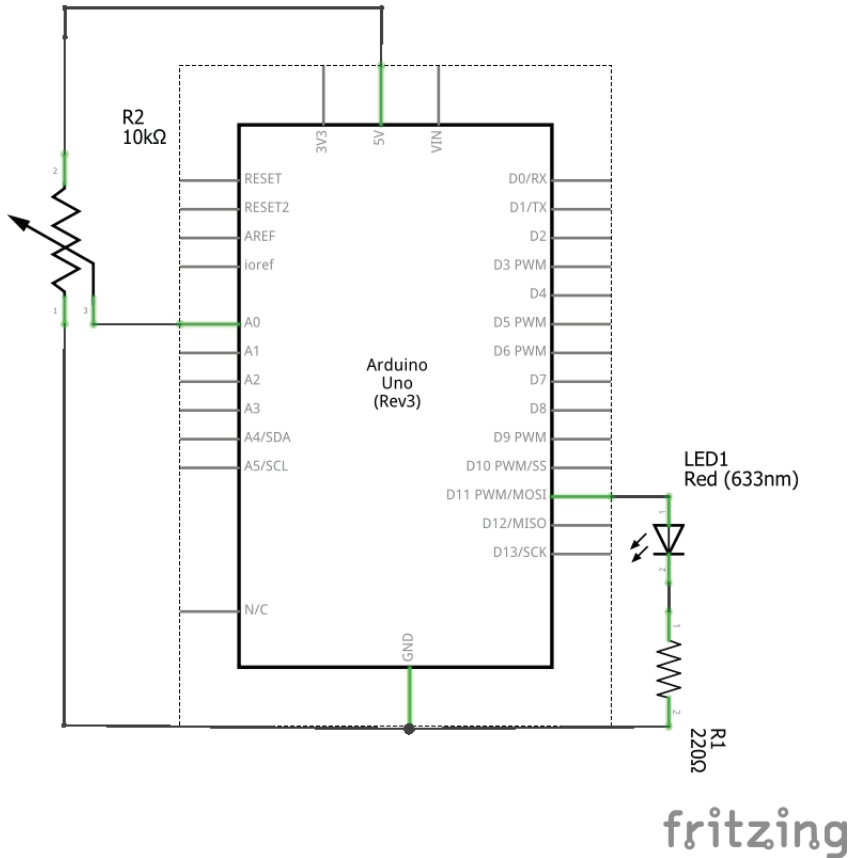 R2
10kΩ
3V3
5V
VIN
2
1
3
RESET
RESET2
AREF
ioref
A0
A1
A2
A3
A4/SDA
A5/SCL
N/C
Arduino
Uno
(Rev3)
D0/RX
D1/TX
D2
D3 PWM
D4
D5 PWM
D6 PWM
D7
D8
D9 PWM
D10 PWM/SS
D11 PWM/MOSI
D12/MISO
D13/SCK
GND
LED1
Red (633nm)
1
2
1
2
R1
220Ω
fritzing